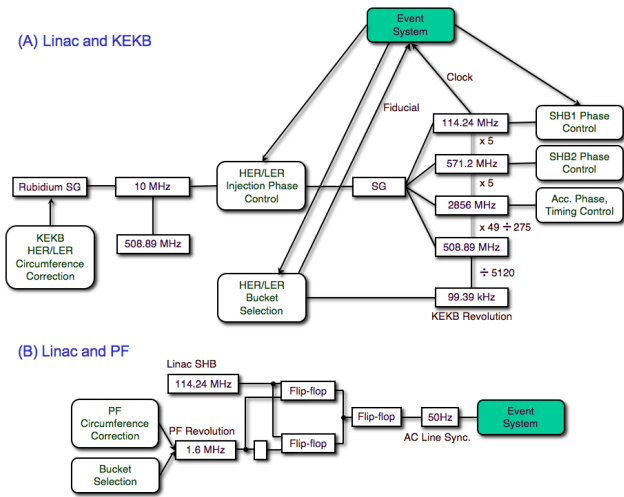 (A) Linac and KEKB
Event
System
Clock
Fiducial
114.24 MHz
SHB1 Phase
Control
x 5
HER/LER
Injection Phase
Control
571.2 MHz
SHB2 Phase
Control
Rubidium SG
10 MHz
SG
x 5
2856 MHz
Acc. Phase,
Timing Control
x 49 ÷ 275
KEKB
HER/LER
Circumference
Correction
508.89 MHz
508.89 MHz
÷ 5120
HER/LER
Bucket
Selection
99.39 kHz
KEKB Revolution
(B) Linac and PF
Linac SHB
114.24 MHz
Flip-flop
PF
Circumference
Correction
PF Revolution
1.6 MHz
Flip-flop
Flip-flop
50Hz
AC Line Sync.
Event
System
Bucket
Selection